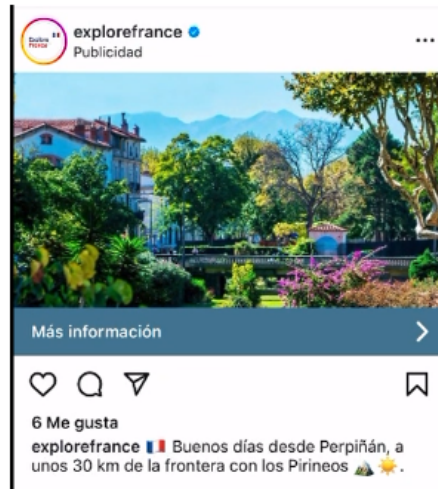 explorefrance
Publicidad
Más información
6 Me gusta
explorefrance 🇫🇷 Buenos días desde Perpiñán, a
unos 30 km de la frontera con los Pirineos ⛰️ ☀️.